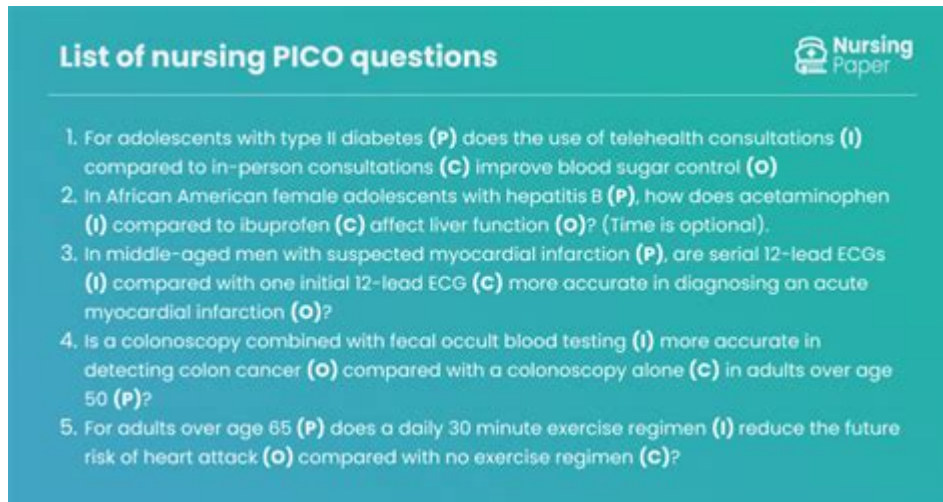 List of nursing PICO questions
Nursing
Paper
1. For adolescents with type II diabetes (P) does the use of telehealth consultations (I)
compared to in-person consultations (C) improve blood sugar control (O)
2. In African American female adolescents with hepatitis B (P), how does acetaminophen
(I) compared to ibuprofen (C) affect liver function (O)? (Time is optional).
3. In middle-aged men with suspected myocardial infarction (P), are serial 12-lead ECGs
(I) compared with one initial 12-lead ECG (C) more accurate in diagnosing an acute
myocardial infarction (O)?
4. Is a colonoscopy combined with fecal occult blood testing (I) more accurate in
detecting colon cancer (O) compared with a colonoscopy alone (C) in adults over age
50 (P)?
5. For adults over age 65 (P) does a daily 30 minute exercise regimen (I) reduce the future
risk of heart attack (O) compared with no exercise regimen (C)?